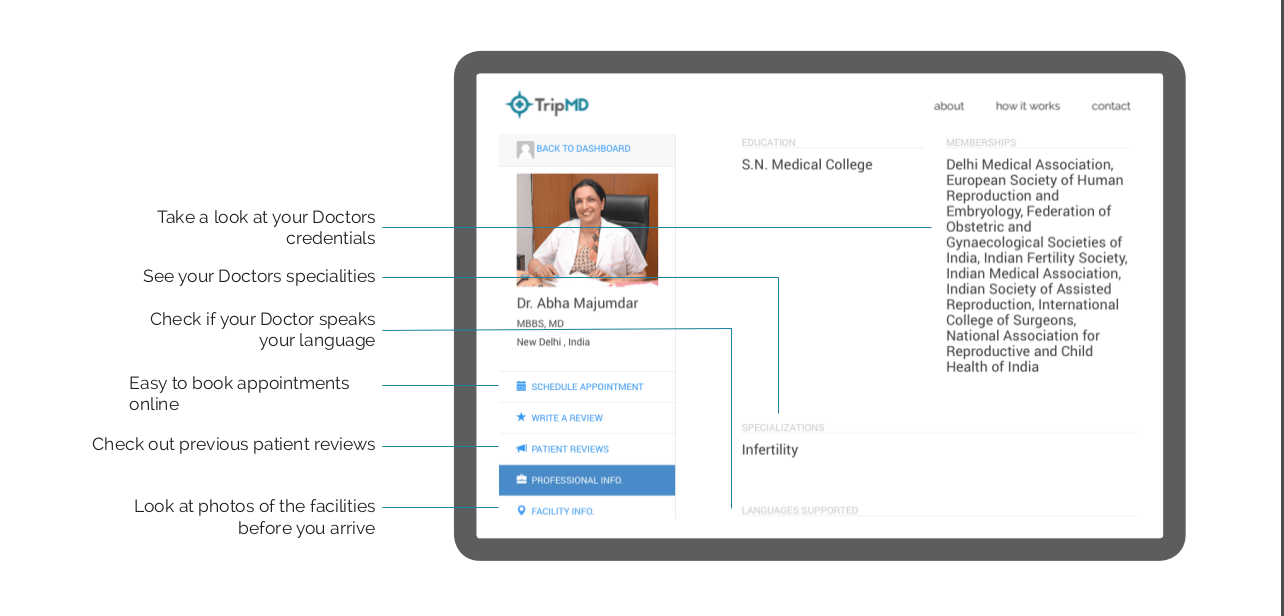 TripMD
about
how it works
contact
BACK TO DASHBOARD
Take a look at your Doctors
credentials
See your Doctors specialities
Check if your Doctor speaks
your language
Easy to book appointments
online
Check out previous patient reviews
Look at photos of the facilities
before you arrive
Dr. Abha Majumdar
MBBS, MD
New Delhi , India
SCHEDULE APPOINTMENT
WRITE A REVIEW
PATIENT REVIEWS
PROFESSIONAL INFO.
FACILITY INFO.
EDUCATION
S.N. Medical College
MEMBERSHIPS
Delhi Medical Association,
European Society of Human
Reproduction and
Embryology, Federation of
Obstetric and
Gynaecological Societies of
India, Indian Fertility Society,
Indian Medical Association,
Indian Society of Assisted
Reproduction, International
College of Surgeons,
National Association for
Reproductive and Child
Health of India
SPECIALIZATIONS
Infertility
LANGUAGES SUPPORTED